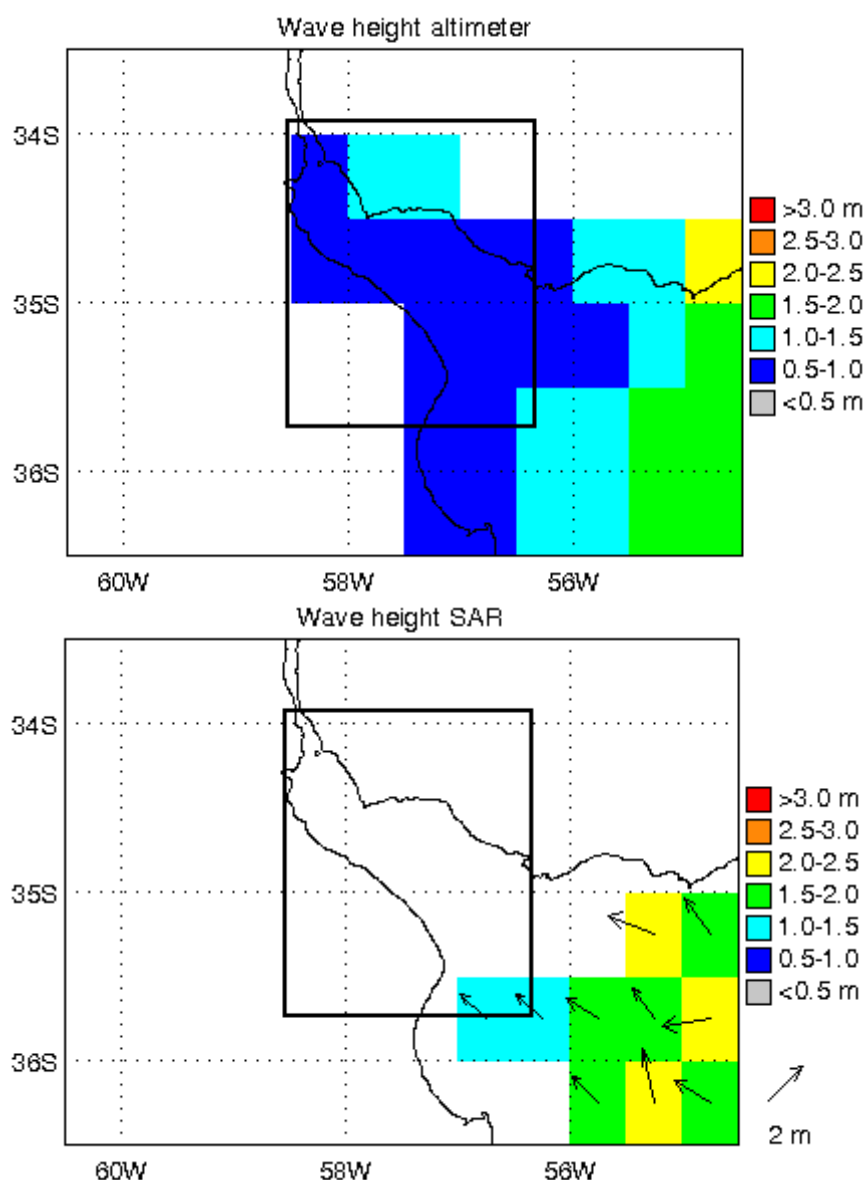 Wave height altimeter
34S
35S
36S
60W 58W 56W
>3.0 m
2.5-3.0
2.0-2.5
1.5-2.0
1.0-1.5
0.5-1.0
<0.5 m
Wave height SAR
34S
35S
36S
60W 58W 56W
>3.0 m
2.5-3.0
2.0-2.5
1.5-2.0
1.0-1.5
0.5-1.0
<0.5 m
2 m